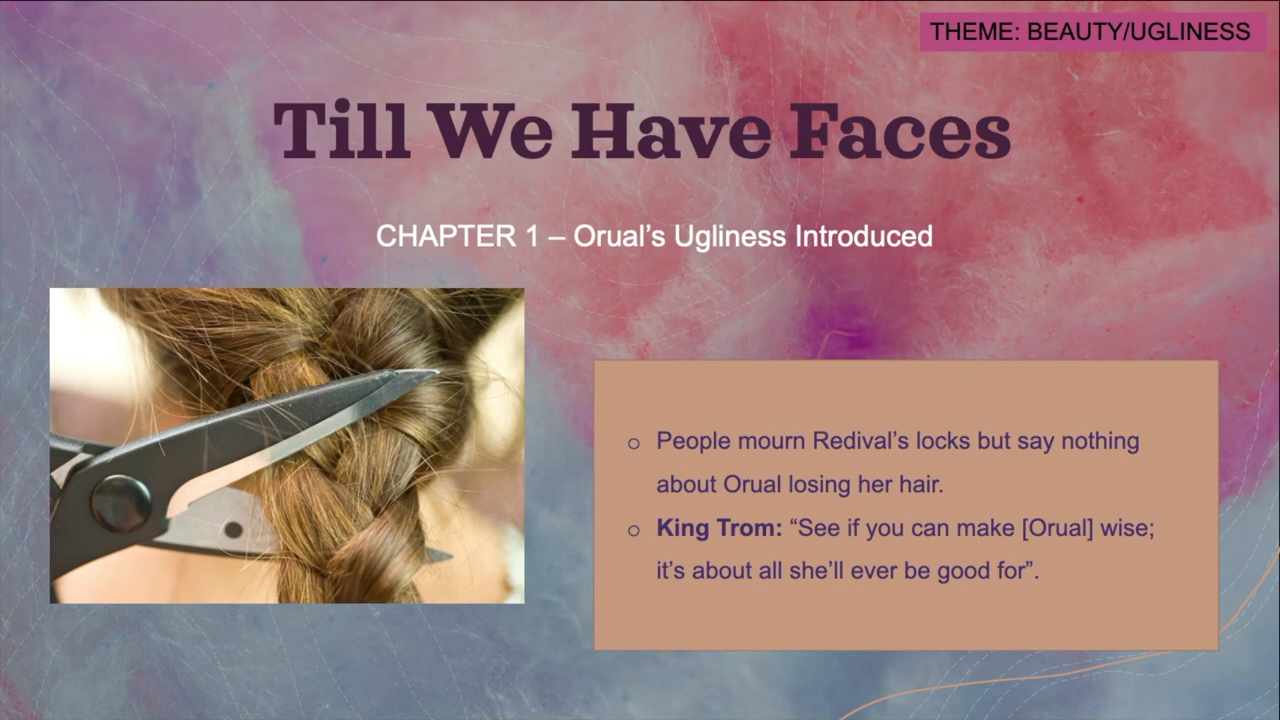 THEME: BEAUTY/UGLINESS
Till We Have Faces
CHAPTER 1 – Orual’s Ugliness Introduced
○ People mourn Redival’s locks but say nothing
about Orual losing her hair.
○ King Trom: “See if you can make [Orual] wise;
it’s about all she’ll ever be good for”.